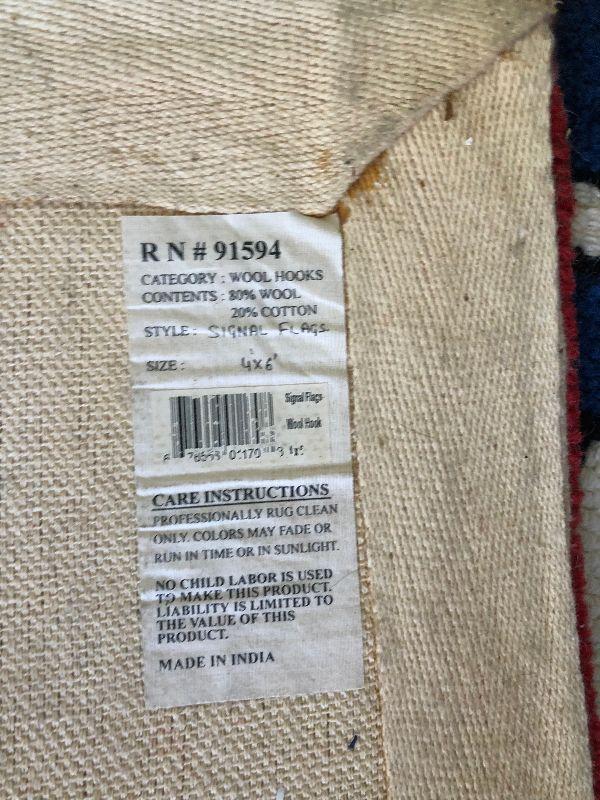 R N # 91594
CATEGORY : WOOL HOOKS
CONTENTS : 80% WOOL
20% COTTON
STYLE : SIGNAL FLAGS
SIZE : 4x6'
Signal Flags
Wool Hook
CARE INSTRUCTIONS
PROFESSIONALLY RUG CLEAN
ONLY. COLORS MAY FADE OR
RUN IN TIME OR IN SUNLIGHT.
NO CHILD LABOR IS USED
TO MAKE THIS PRODUCT.
LIABILITY IS LIMITED TO
THE VALUE OF THIS
PRODUCT.
MADE IN INDIA